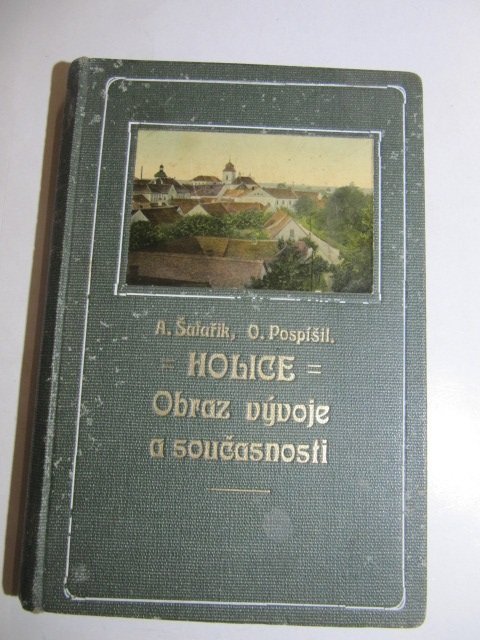 A. Šafařík, O. Pospíšil.
= HOLICE =
Obraz vývoje
a současnosti